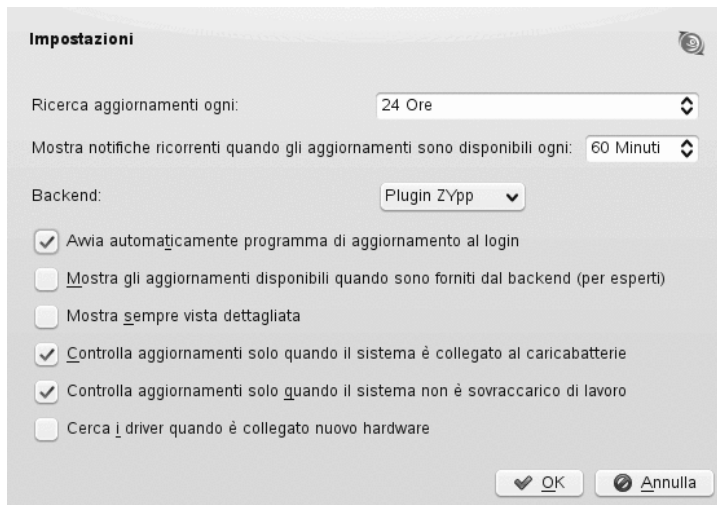 Impostazioni
Ricerca aggiornamenti ogni: 24 Ore
Mostra notifiche ricorrenti quando gli aggiornamenti sono disponibili ogni: 60 Minuti
Backend: Plugin ZYpp
Avvia automaticamente programma di aggiornamento al login
Mostra gli aggiornamenti disponibili quando sono forniti dal backend (per esperti)
Mostra sempre vista dettagliata
Controlla aggiornamenti solo quando il sistema è collegato al caricabatterie
Controlla aggiornamenti solo quando il sistema non è sovraccarico di lavoro
Cerca i driver quando è collegato nuovo hardware
OK Annulla